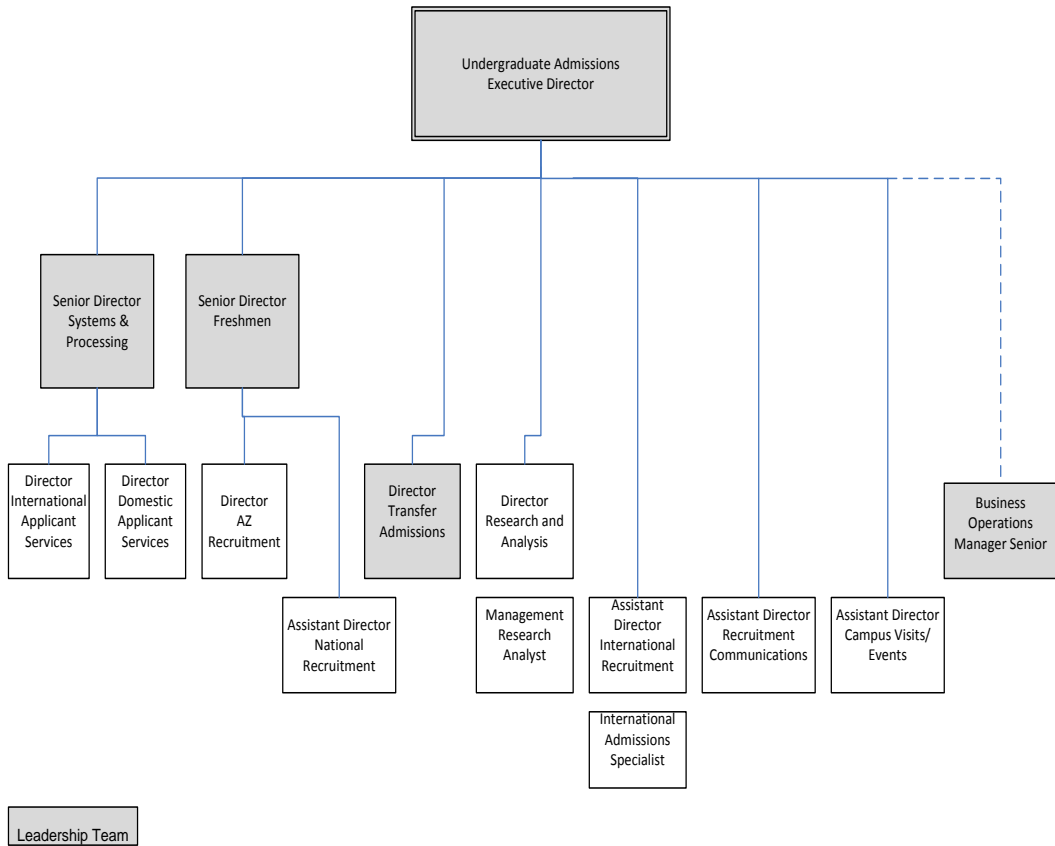 Undergraduate Admissions
Executive Director
Senior Director
Systems &
Processing
Senior Director
Freshmen
Director
International
Applicant
Services
Director
Domestic
Applicant
Services
Director
AZ
Recruitment
Director
Transfer
Admissions
Director
Research and
Analysis
Business
Operations
Manager Senior
Assistant Director
National
Recruitment
Management
Research
Analyst
Assistant
Director
International
Recruitment
Assistant Director
Recruitment
Communications
Assistant Director
Campus Visits/
Events
International
Admissions
Specialist
Leadership Team